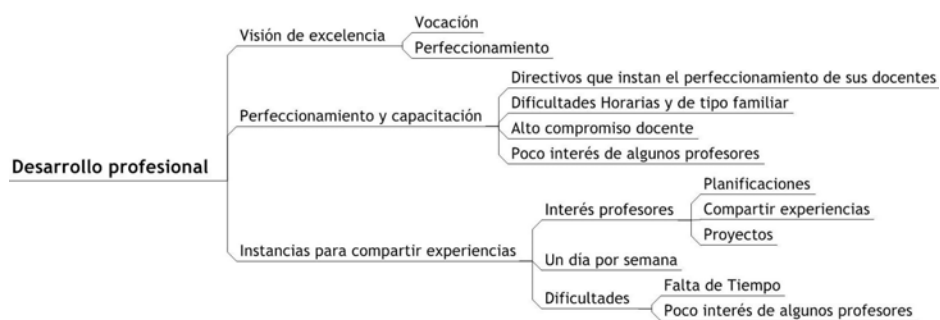 Desarrollo profesional
Visión de excelencia
Vocación
Perfeccionamiento
Perfeccionamiento y capacitación
Directivos que instan el perfeccionamiento de sus docentes
Dificultades Horarias y de tipo familiar
Alto compromiso docente
Poco interés de algunos profesores
Instancias para compartir experiencias
Interés profesores
Planificaciones
Compartir experiencias
Proyectos
Un día por semana
Dificultades
Falta de Tiempo
Poco interés de algunos profesores